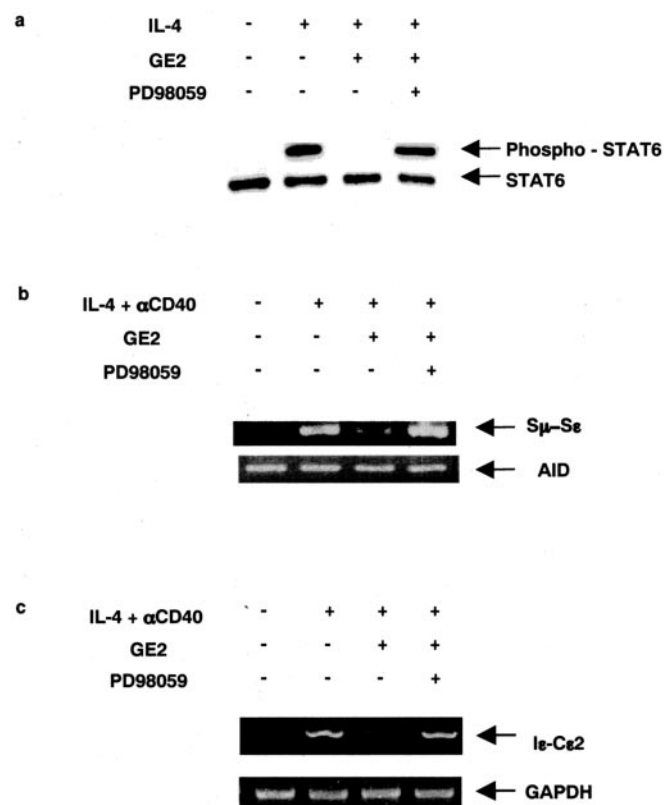 a
IL-4 - + + +
GE2 - - + +
PD98059 - - - +
Phospho - STAT6
STAT6
b
IL-4 + αCD40 - + + +
GE2 - - + +
PD98059 - - - +
Sμ–Sε
AID
c
IL-4 + αCD40 - + + +
GE2 - - + +
PD98059 - - - +
Iε-Cε2
GAPDH